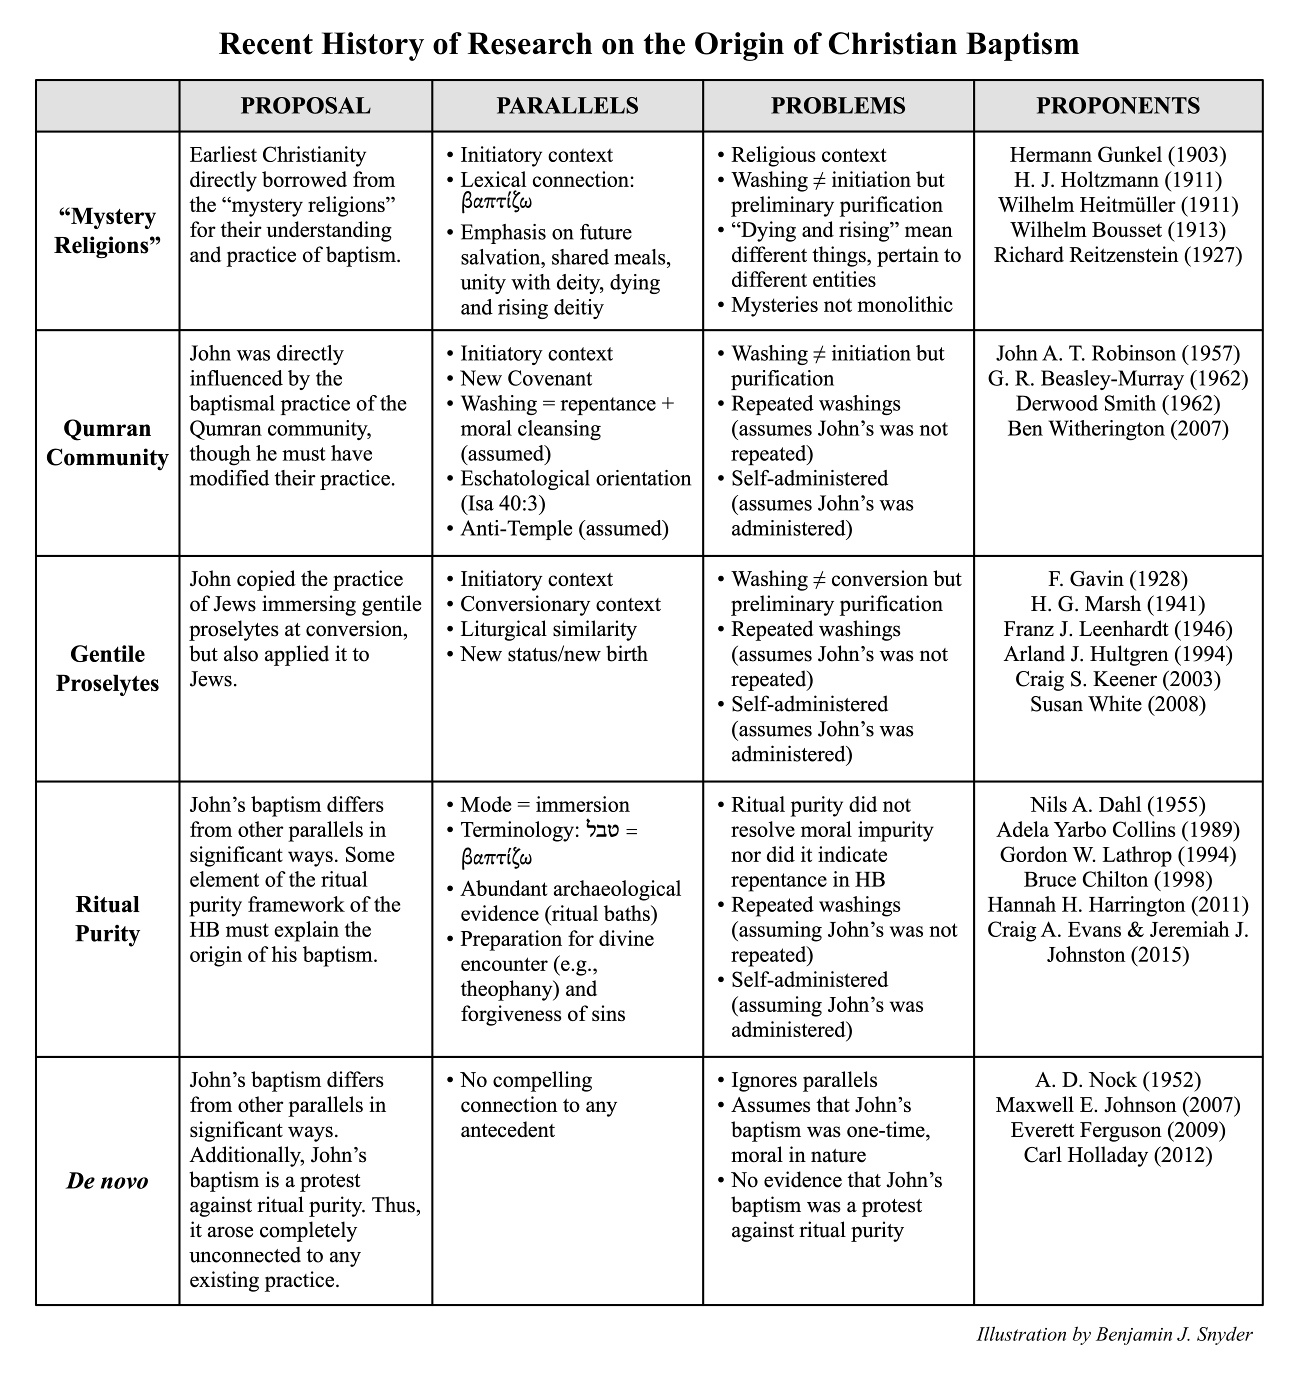 Recent History of Research on the Origin of Christian Baptism
PROPOSAL
PARALLELS
PROBLEMS
PROPONENTS
“Mystery
Religions”
Earliest Christianity
directly borrowed from
the “mystery religions”
for their understanding
and practice of baptism.
• Initiatory context
• Lexical connection:
βαπτίζω
• Emphasis on future
salvation, shared meals,
unity with deity, dying
and rising deitiy
• Religious context
• Washing ≠ initiation but
preliminary purification
• “Dying and rising” mean
different things, pertain to
different entities
• Mysteries not monolithic
Hermann Gunkel (1903)
H. J. Holtzmann (1911)
Wilhelm Heitmüller (1911)
Wilhelm Bousset (1913)
Richard Reitzenstein (1927)
Qumran
Community
John was directly
influenced by the
baptismal practice of the
Qumran community,
though he must have
modified their practice.
• Initiatory context
• New Covenant
• Washing = repentance +
moral cleansing
(assumed)
• Eschatological orientation
(Isa 40:3)
• Anti-Temple (assumed)
• Washing ≠ initiation but
purification
• Repeated washings
(assumes John’s was not
repeated)
• Self-administered
(assumes John’s was
administered)
John A. T. Robinson (1957)
G. R. Beasley-Murray (1962)
Derwood Smith (1962)
Ben Witherington (2007)
Gentile
Proselytes
John copied the practice
of Jews immersing gentile
proselytes at conversion,
but also applied it to
Jews.
• Initiatory context
• Conversionary context
• Liturgical similarity
• New status/new birth
• Washing ≠ conversion but
preliminary purification
• Repeated washings
(assumes John’s was not
repeated)
• Self-administered
(assumes John’s was
administered)
F. Gavin (1928)
H. G. Marsh (1941)
Franz J. Leenhardt (1946)
Arland J. Hultgren (1994)
Craig S. Keener (2003)
Susan White (2008)
Ritual
Purity
John’s baptism differs
from other parallels in
significant ways. Some
element of the ritual
purity framework of the
HB must explain the
origin of his baptism.
• Mode = immersion
• Terminology: טבל =
βαπτίζω
• Abundant archaeological
evidence (ritual baths)
• Preparation for divine
encounter (e.g.,
theophany) and
forgiveness of sins
• Ritual purity did not
resolve moral impurity
nor did it indicate
repentance in HB
• Repeated washings
(assuming John’s was not
repeated)
• Self-administered
(assuming John’s was
administered)
Nils A. Dahl (1955)
Adela Yarbo Collins (1989)
Gordon W. Lathrop (1994)
Bruce Chilton (1998)
Hannah H. Harrington (2011)
Craig A. Evans & Jeremiah J.
Johnston (2015)
De novo
John’s baptism differs
from other parallels in
significant ways.
Additionally, John’s
baptism is a protest
against ritual purity. Thus,
it arose completely
unconnected to any
existing practice.
• No compelling
connection to any
antecedent
• Ignores parallels
• Assumes that John’s
baptism was one-time,
moral in nature
• No evidence that John’s
baptism was a protest
against ritual purity
A. D. Nock (1952)
Maxwell E. Johnson (2007)
Everett Ferguson (2009)
Carl Holladay (2012)
Illustration by Benjamin J. Snyder